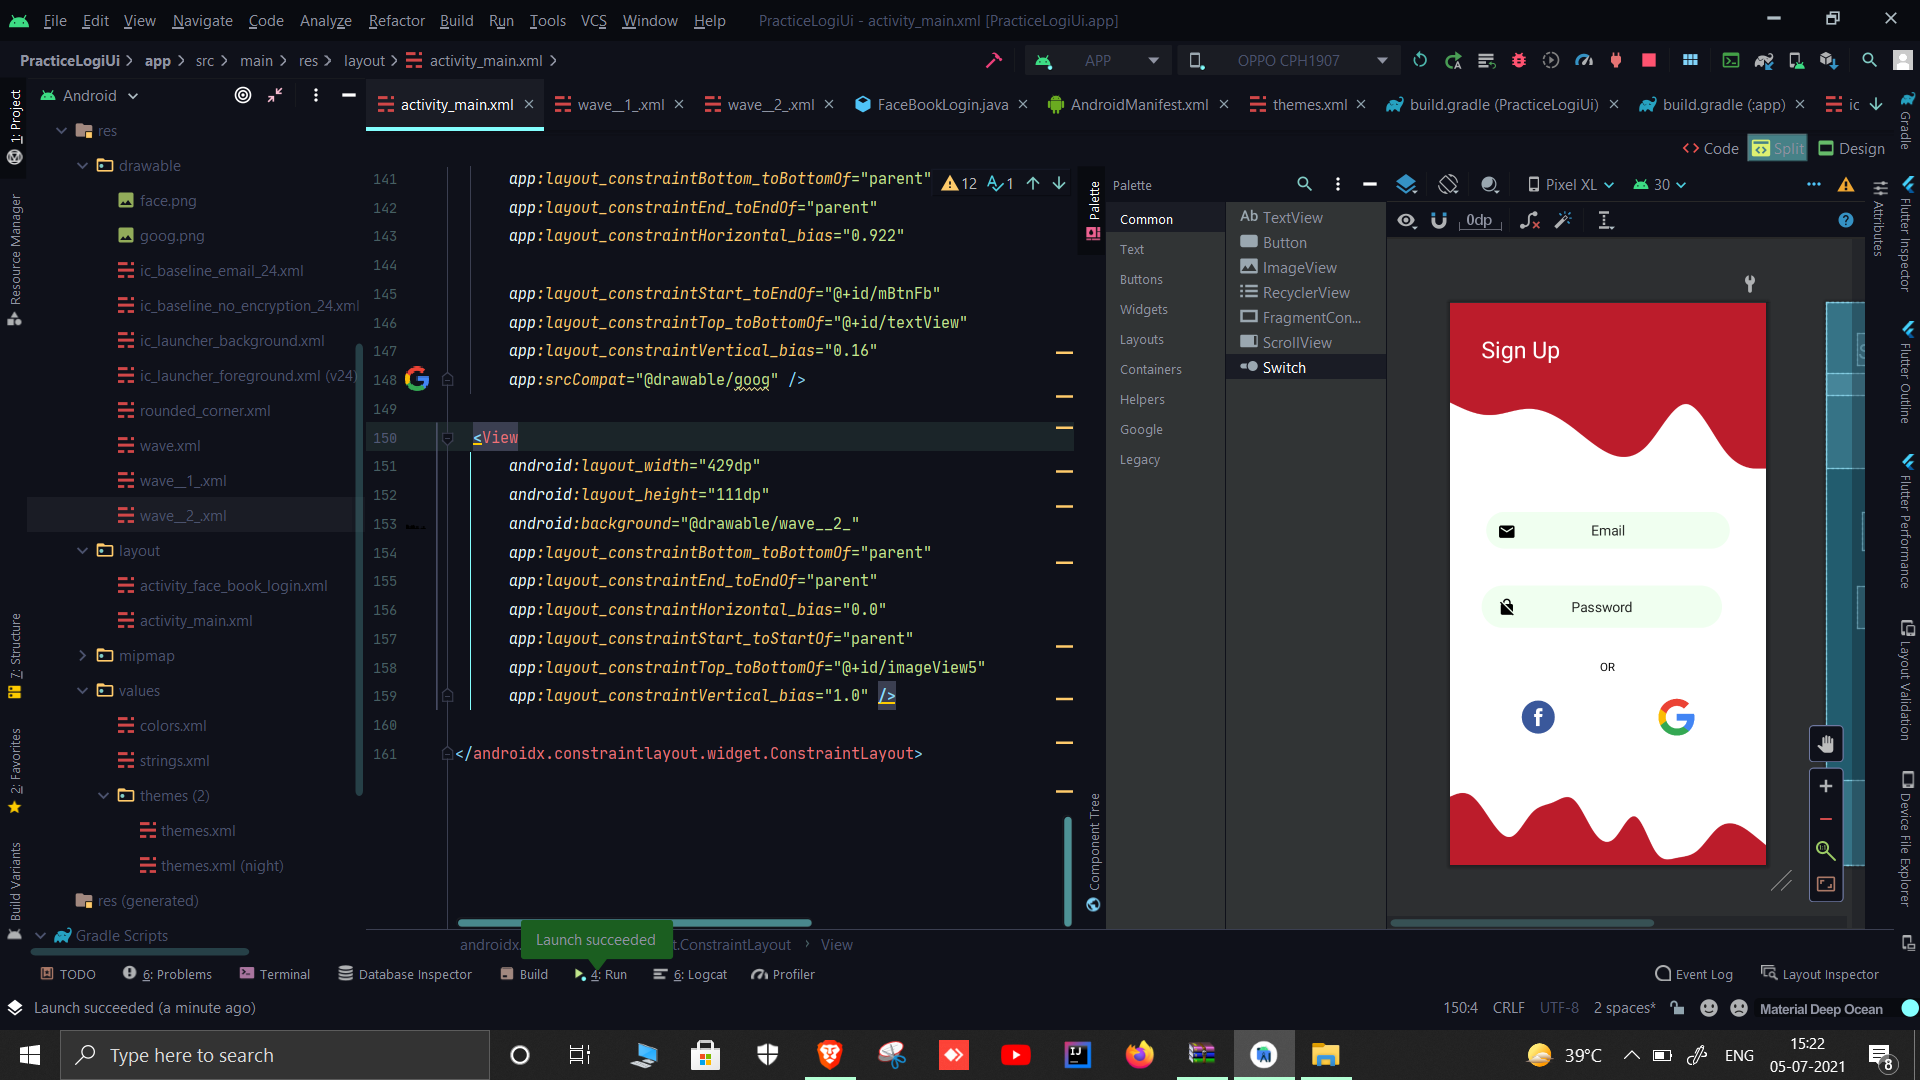 File Edit View Navigate Code Analyze Refactor Build Run Tools VCS Window Help PracticeLogiUi - activity_main.xml [PracticeLogiUi.app]
PracticeLogiUi app src main res layout activity_main.xml APP OPPO CPH1907
Android
activity_main.xml wave__1_.xml wave__2_.xml FaceBookLogin.java AndroidManifest.xml themes.xml build.gradle (PracticeLogiUi) build.gradle (:app) ic
Code Split Design
1: Project
Resource Manager
7: Structure
2: Favorites
Build Variants
res
drawable
face.png
goog.png
ic_baseline_email_24.xml
ic_baseline_no_encryption_24.xml
ic_launcher_background.xml
ic_launcher_foreground.xml (v24)
rounded_corner.xml
wave.xml
wave__1_.xml
wave__2_.xml
layout
activity_face_book_login.xml
activity_main.xml
mipmap
values
colors.xml
strings.xml
themes (2)
themes.xml
themes.xml (night)
res (generated)
Gradle Scripts
12 1
141 app:layout_constraintBottom_toBottomOf="parent"
142 app:layout_constraintEnd_toEndOf="parent"
143 app:layout_constraintHorizontal_bias="0.922"
144
145 app:layout_constraintStart_toEndOf="@+id/mBtnFb"
146 app:layout_constraintTop_toBottomOf="@+id/textView"
147 app:layout_constraintVertical_bias="0.16"
148 app:srcCompat="@drawable/goog" />
149
150 <View
151 android:layout_width="429dp"
152 android:layout_height="111dp"
153 android:background="@drawable/wave__2_"
154 app:layout_constraintBottom_toBottomOf="parent"
155 app:layout_constraintEnd_toEndOf="parent"
156 app:layout_constraintHorizontal_bias="0.0"
157 app:layout_constraintStart_toStartOf="parent"
158 app:layout_constraintTop_toBottomOf="@+id/imageView5"
159 app:layout_constraintVertical_bias="1.0" />
160
161 </androidx.constraintlayout.widget.ConstraintLayout>
Palette
Component Tree
Palette
Common
Text
Buttons
Widgets
Layouts
Containers
Helpers
Google
Legacy
Ab TextView
Button
ImageView
RecyclerView
FragmentCon...
ScrollView
Switch
Pixel XL 30
0dp
Sign Up
Email
Password
OR
Attributes
Gradle
Flutter Inspector
Flutter Outline
Flutter Performance
Layout Validation
Device File Explorer
androidx. t.ConstraintLayout › View
Launch succeeded
TODO 6: Problems Terminal Database Inspector Build 4: Run 6: Logcat Profiler Event Log Layout Inspector
Launch succeeded (a minute ago) 150:4 CRLF UTF-8 2 spaces* Material Deep Ocean
Type here to search
39°C ENG 15:22
05-07-2021
8